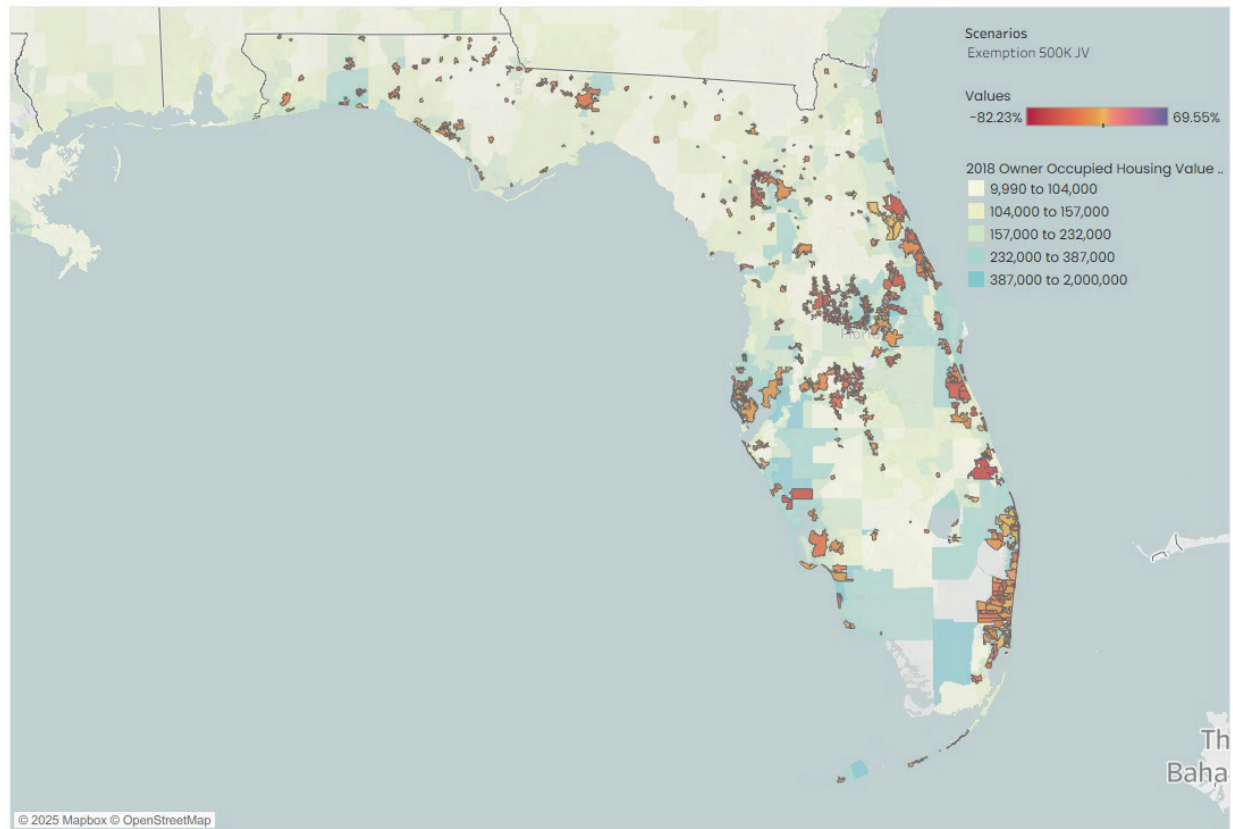 Scenarios
Exemption 500K JV
Values
-82.23% 69.55%
2018 Owner Occupied Housing Value ..
9,990 to 104,000
104,000 to 157,000
157,000 to 232,000
232,000 to 387,000
387,000 to 2,000,000
Th
Baha
© 2025 Mapbox © OpenStreetMap